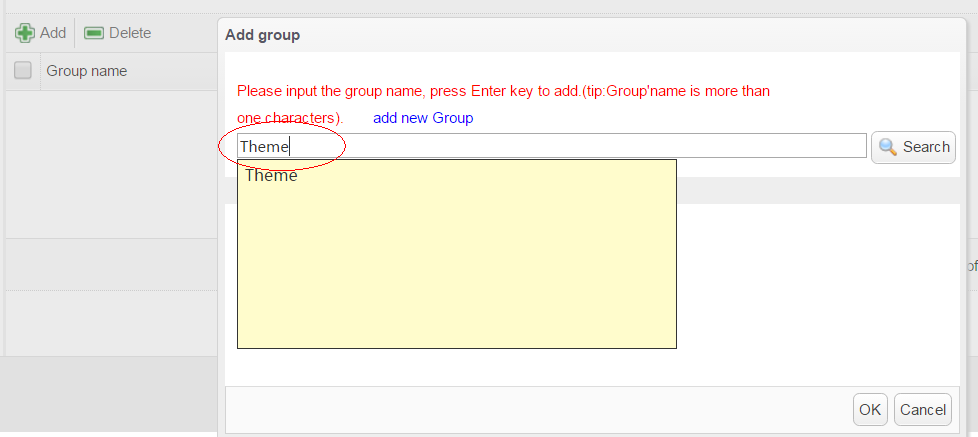 Add Delete
Group name
Add group
Please input the group name, press Enter key to add.(tip:Group'name is more than
one characters). add new Group
Theme Search
Theme
of
OK Cancel